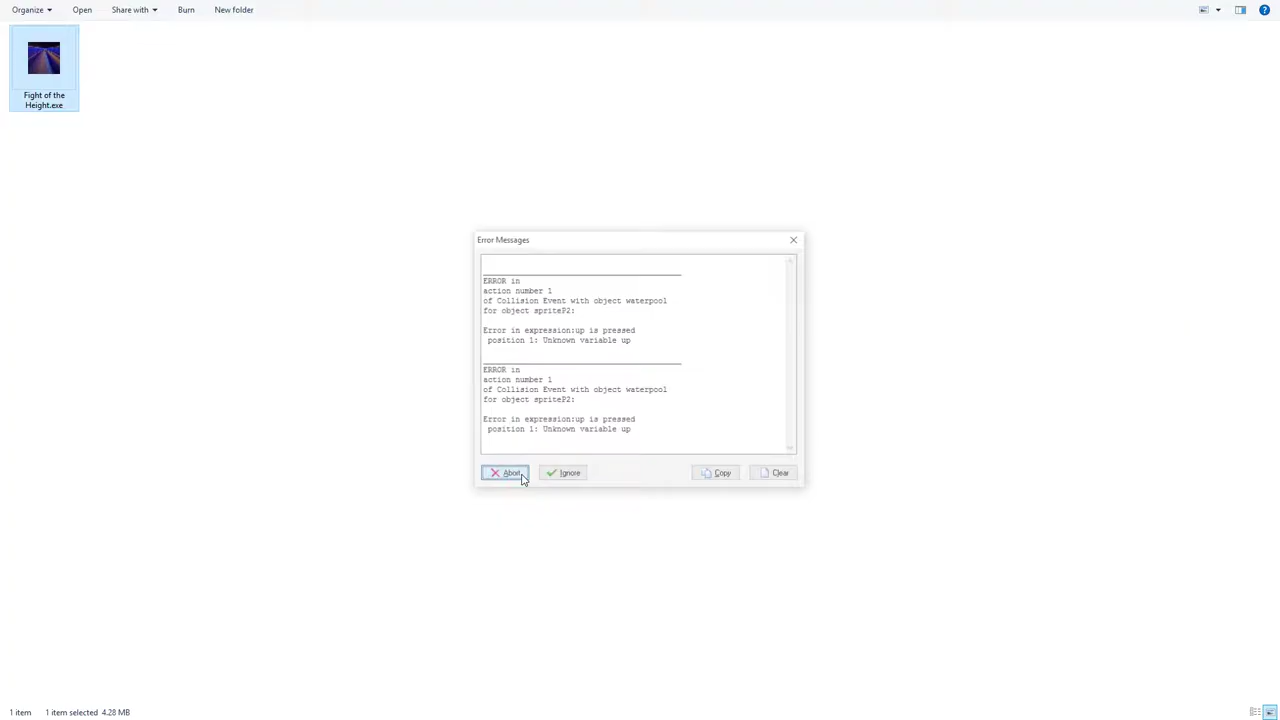 Organize Open Share with Burn New folder
Fight of the
Height.exe
Error Messages
ERROR in
action number 1
of Collision Event with object waterpool
for object spriteP2:
Error in expression:up is pressed
position 1: Unknown variable up
ERROR in
action number 1
of Collision Event with object waterpool
for object spriteP2:
Error in expression:up is pressed
position 1: Unknown variable up
Abort Ignore Copy Clear
1 item 1 item selected 4.28 MB